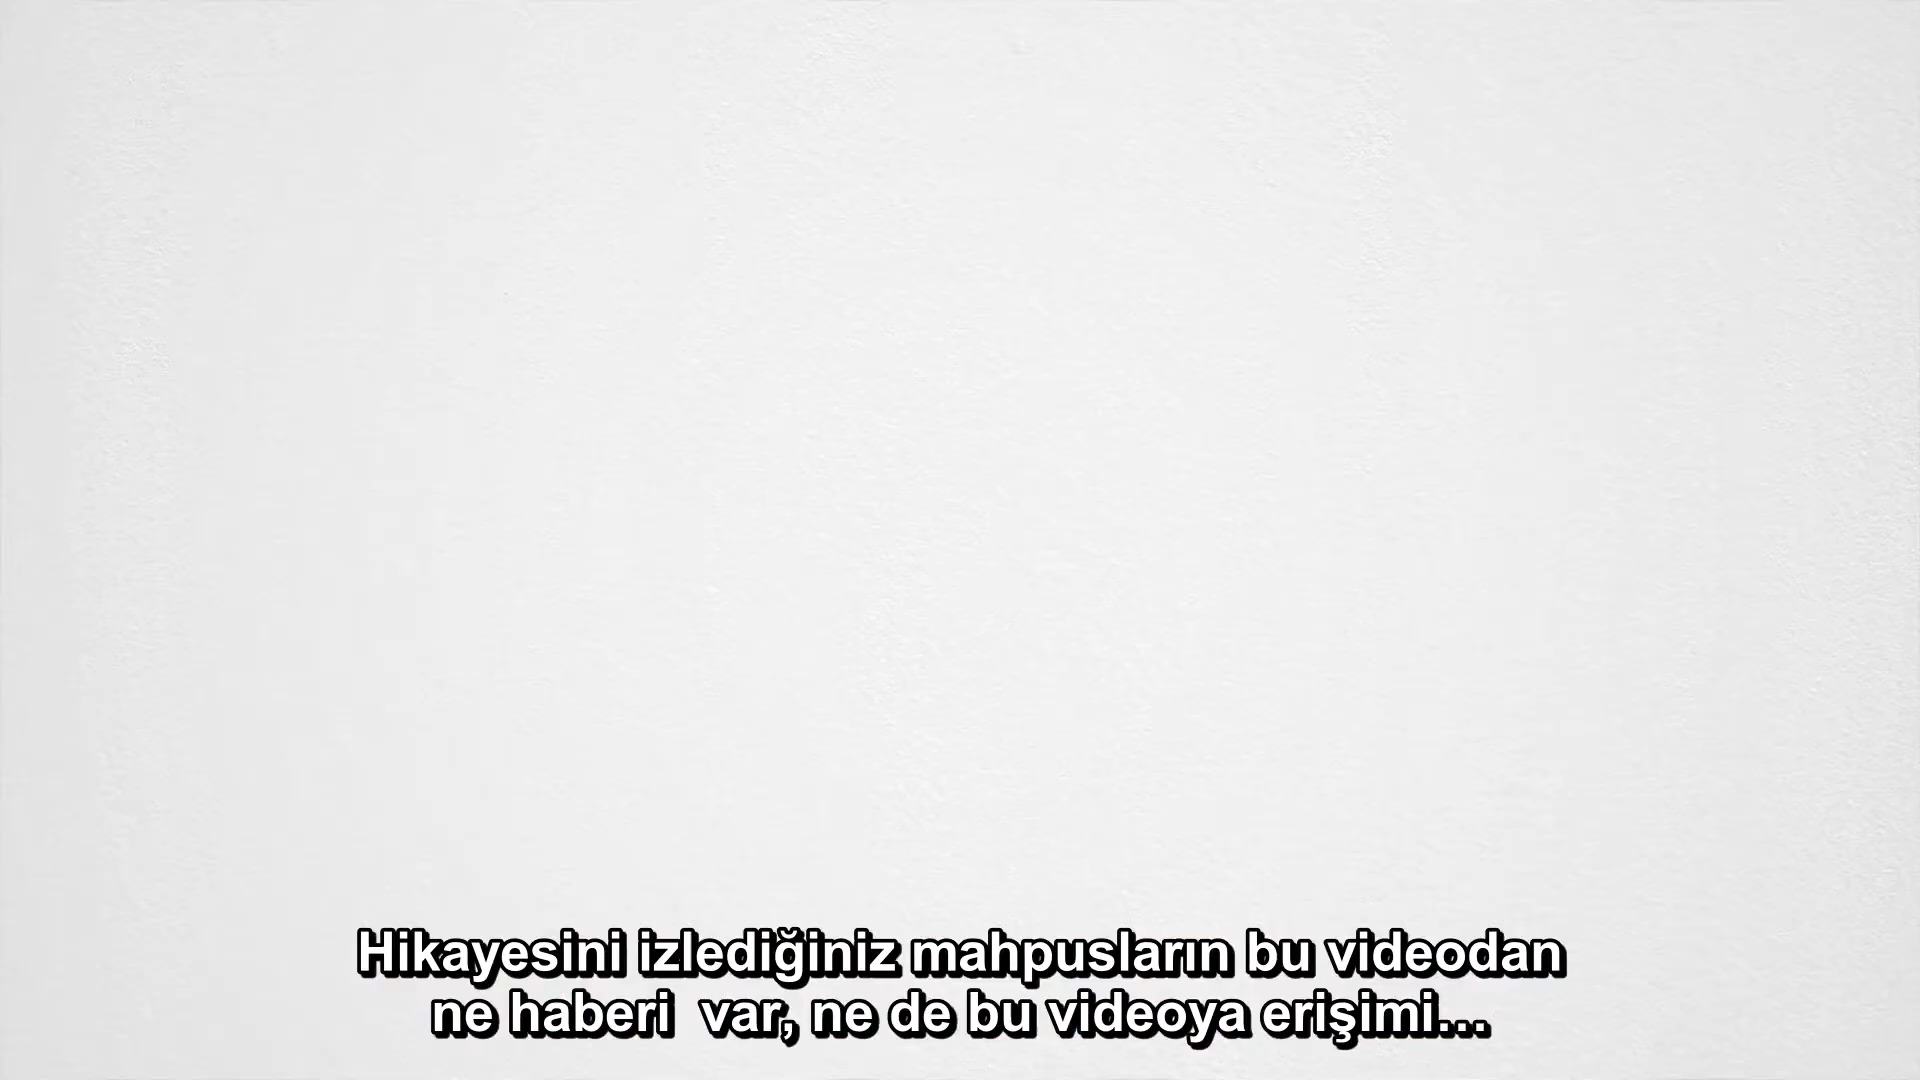 Hikayesini izlediğiniz mahpusların bu videodan
ne haberi  var, ne de bu videoya erişimi...